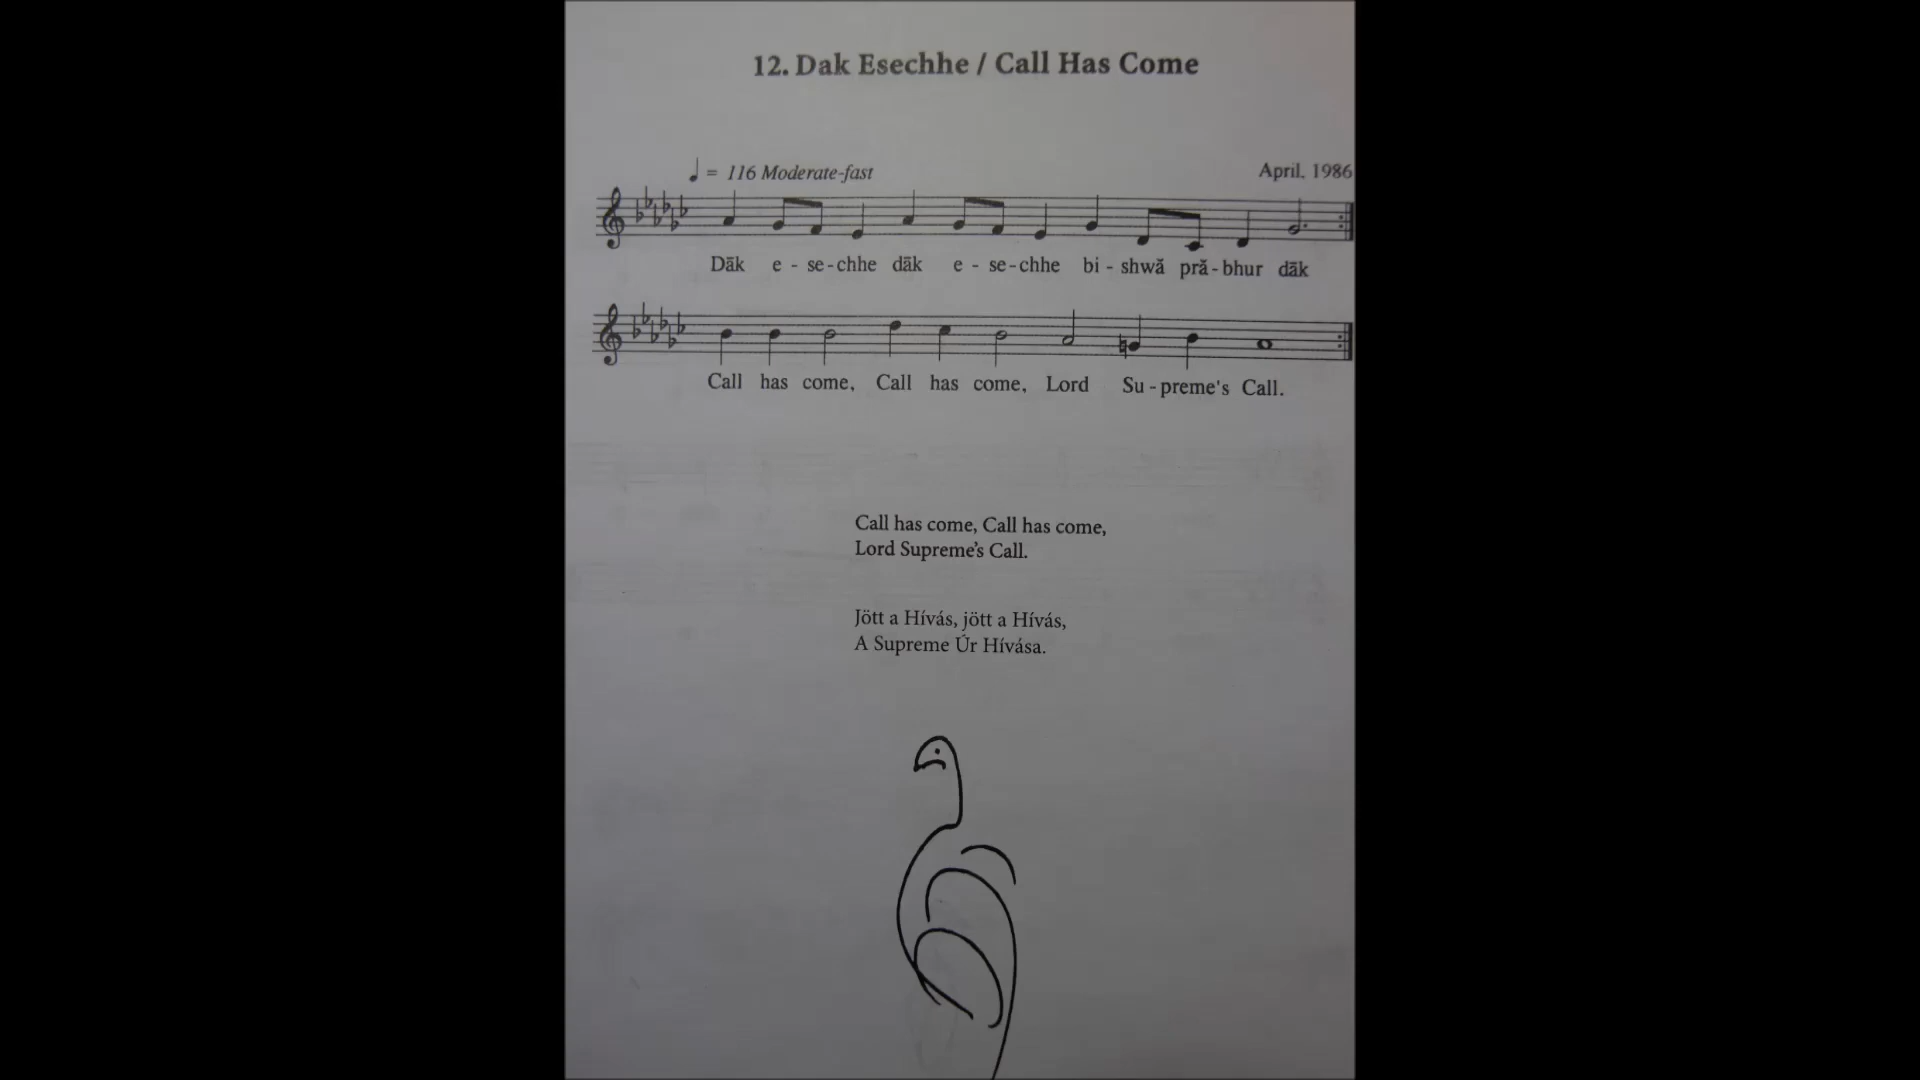 12. Dak Esechhe / Call Has Come
= 116 Moderate-fast
April, 1986
Dāk e - se - chhe dāk e - se - chhe bi - shwă pră - bhur dāk
Call has come, Call has come, Lord Su - preme's Call.
Call has come, Call has come,
Lord Supreme's Call.
Jött a Hívás, jött a Hívás,
A Supreme Úr Hívása.